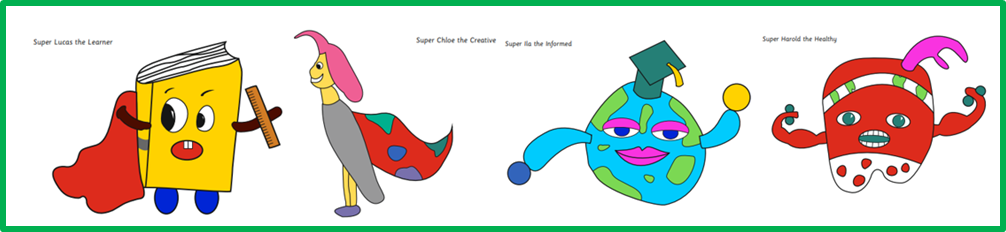 Super Lucas the Learner
Super Chloe the Creative
Super Ila the Informed
Super Harold the Healthy